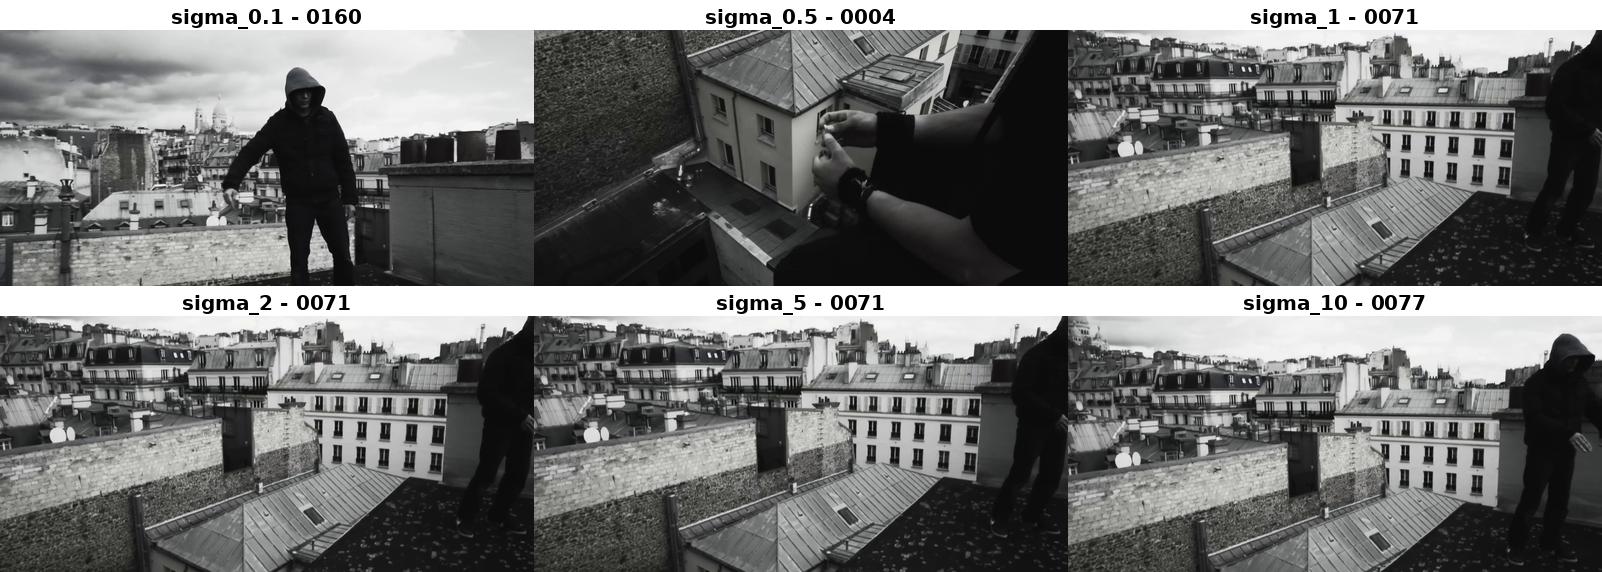 sigma_0.1 - 0160
sigma_0.5 - 0004
sigma_1 - 0071
sigma_2 - 0071
sigma_5 - 0071
sigma_10 - 0077